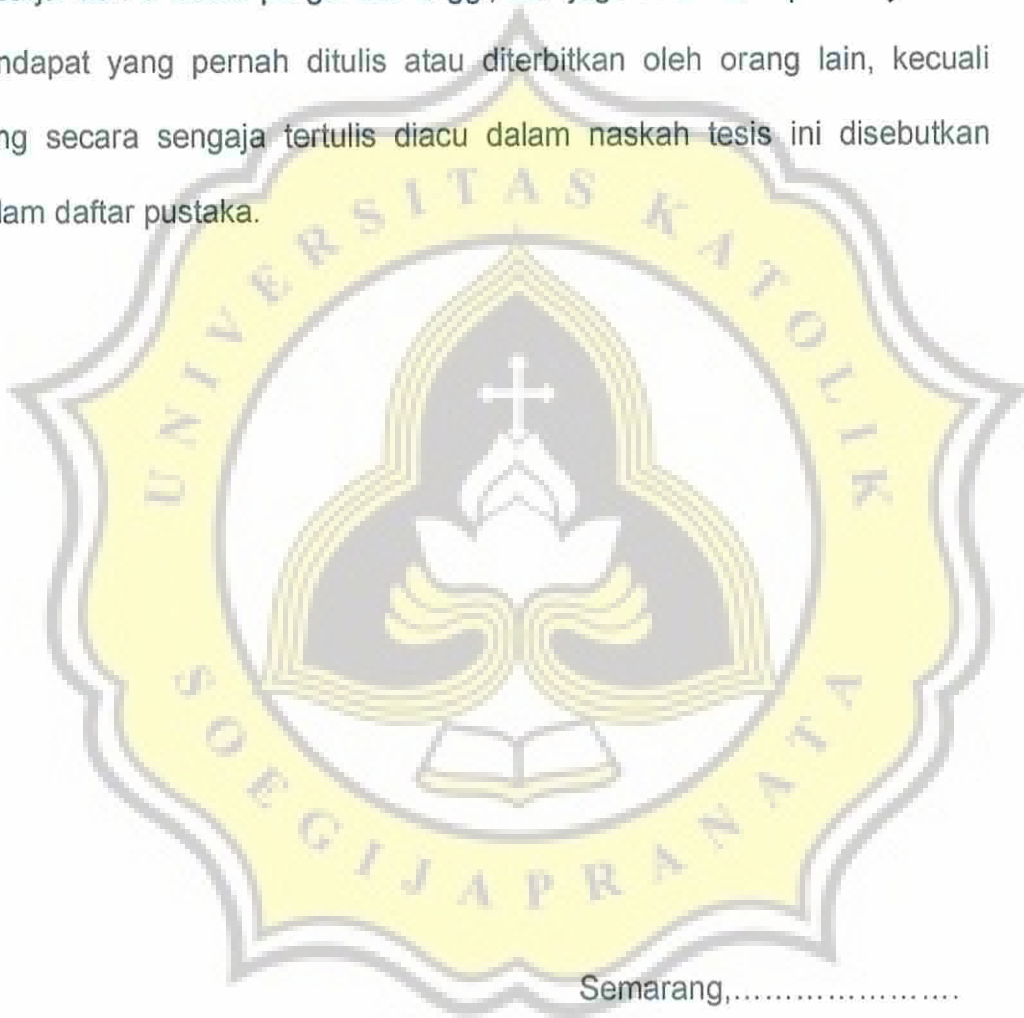 ndapat yang pernah ditulis atau diterbitkan oleh orang lain, kecuali
ng secara sengaja tertulis diacu dalam naskah tesis ini disebutkan
lam daftar pustaka.
UNIVERSITAS KATOLIK
SOEGIJAPRANATA
Semarang,......................